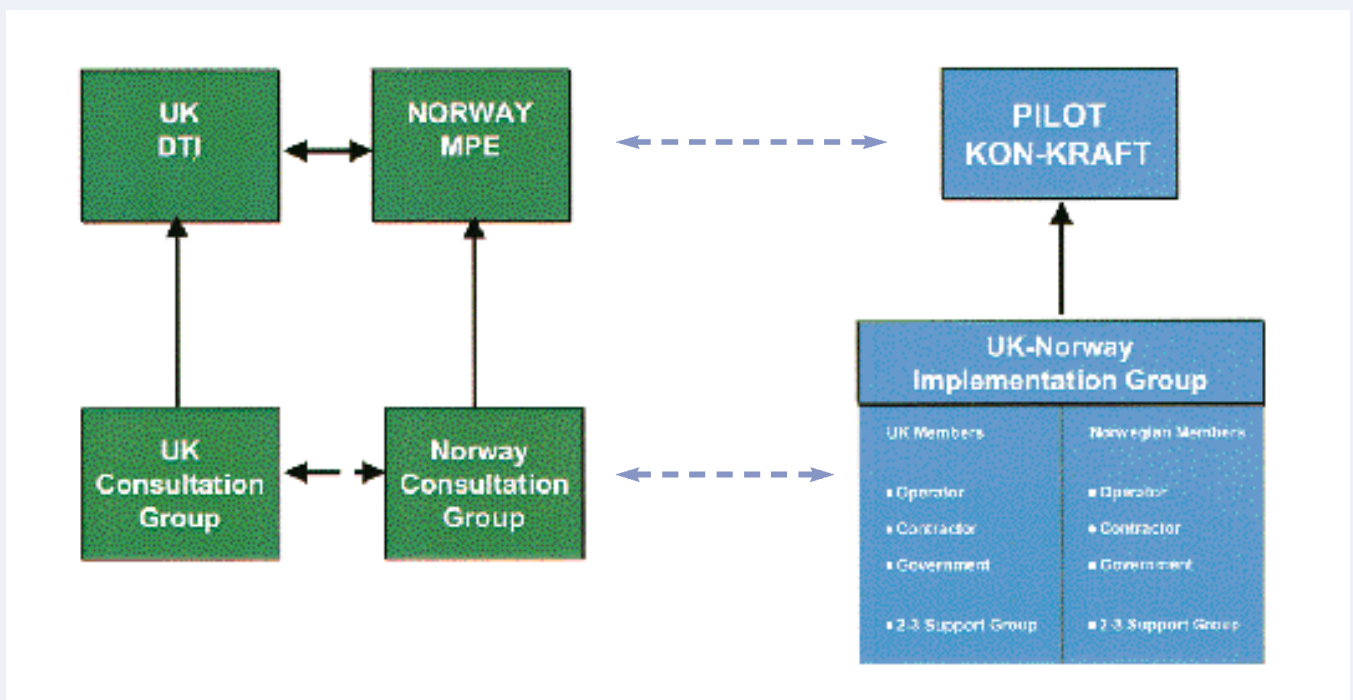 UK
DTI
NORWAY
MPE
PILOT
KON-KRAFT
UK
Consultation
Group
Norway
Consultation
Group
UK-Norway
Implementation Group
UK Members
▪ Operator
▪ Contractor
▪ Government
▪ 2-3 Support Group
Norwegian Members
▪ Operator
▪ Contractor
▪ Government
▪ 2-3 Support Group